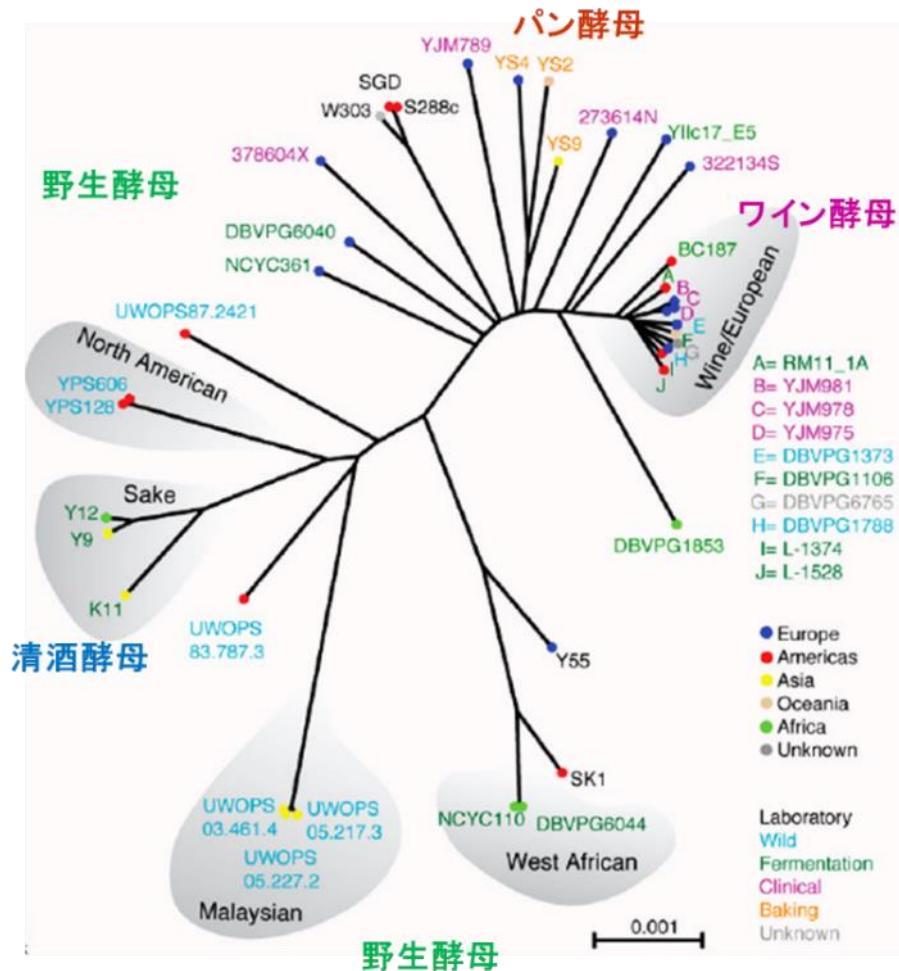 パン酵母
YJM789
YS4
YS2
SGD
W303
S288c
273614N
YIIc17_E5
YS9
378604X
322134S
野生酵母
ワイン酵母
DBVPG6040
BC187
NCYC361
A
B
C
D
E
F
G
H
I
J
Wine/European
UWOPS87.2421
North American
YPS606
YPS128
A= RM11_1A
B= YJM981
C= YJM978
D= YJM975
E= DBVPG1373
F= DBVPG1106
G= DBVPG6765
H= DBVPG1788
I= L-1374
J= L-1528
Sake
Y12
Y9
K11
DBVPG1853
清酒酵母
UWOPS
83.787.3
Y55
Europe
Americas
Asia
Oceania
Africa
Unknown
SK1
UWOPS
03.461.4
UWOPS
05.217.3
UWOPS
05.227.2
Malaysian
NCYC110
DBVPG6044
West African
Laboratory
Wild
Fermentation
Clinical
Baking
Unknown
0.001
野生酵母